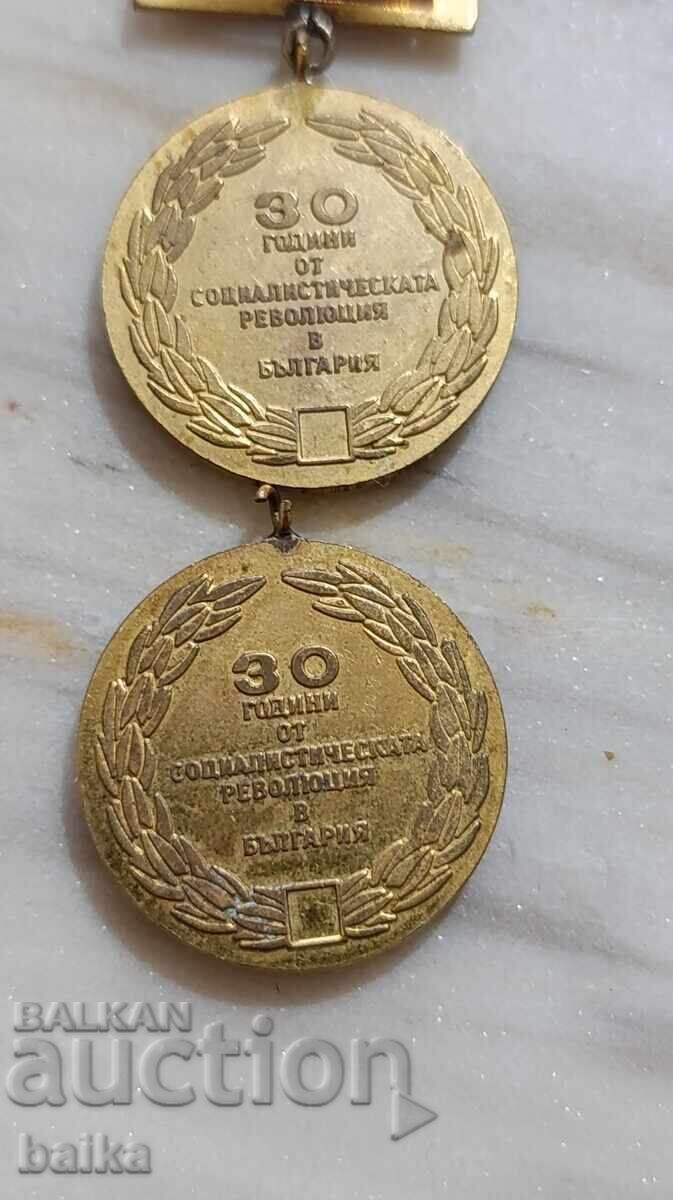 30
ГОДИНИ
ОТ
СОЦИАЛИСТИЧЕСКАТА
РЕВОЛЮЦИЯ
В
БЪЛГАРИЯ
30
ГОДИНИ
ОТ
СОЦИАЛИСТИЧЕСКАТА
РЕВОЛЮЦИЯ
В
БЪЛГАРИЯ
BALKAN
auction
baika